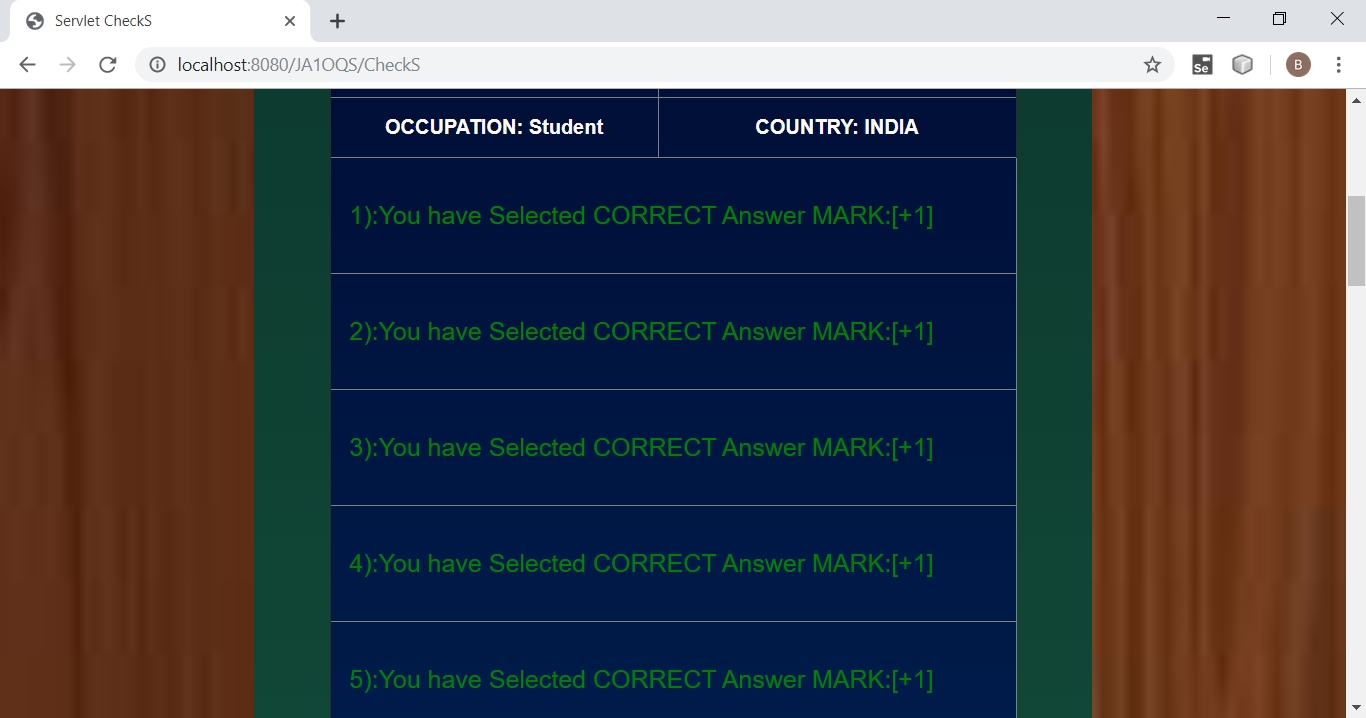 Servlet CheckS
localhost:8080/JA1OQS/CheckS
Se
B
OCCUPATION: Student
COUNTRY: INDIA
1):You have Selected CORRECT Answer MARK:[+1]
2):You have Selected CORRECT Answer MARK:[+1]
3):You have Selected CORRECT Answer MARK:[+1]
4):You have Selected CORRECT Answer MARK:[+1]
5):You have Selected CORRECT Answer MARK:[+1]